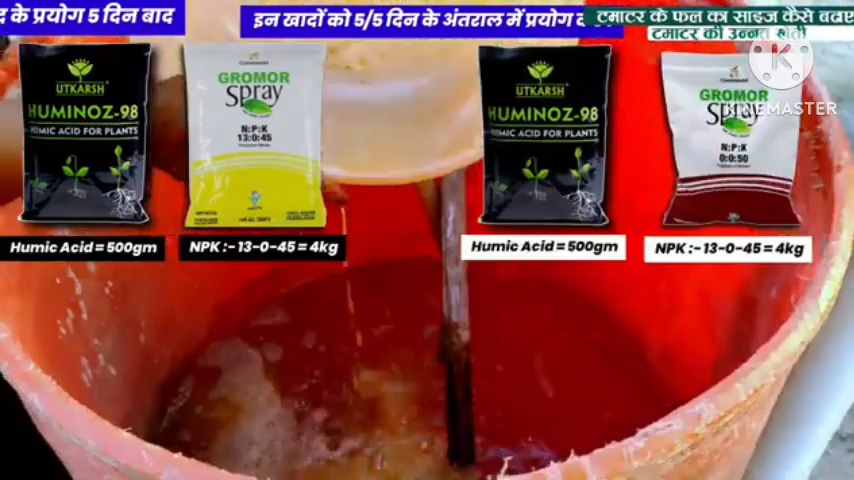 द के प्रयोग 5 दिन बाद
इन खादों को 5/5 दिन के अंतराल में प्रयोग
टमाटर के फल का साइज कैसे बढाए
टमाटर की उन्नत खेती
KINEMASTER
UTKARSH
HUMINOZ-98
HUMIC ACID FOR PLANTS
Coromandel
GROMOR
Spray
N:P:K
13:0:45
UTKARSH
HUMINOZ-98
HUMIC ACID FOR PLANTS
GROMOR
Spray
N:P:K
0:0:50
Humic Acid = 500gm
NPK :- 13-0-45 = 4kg
Humic Acid = 500gm
NPK :- 13-0-45 = 4kg